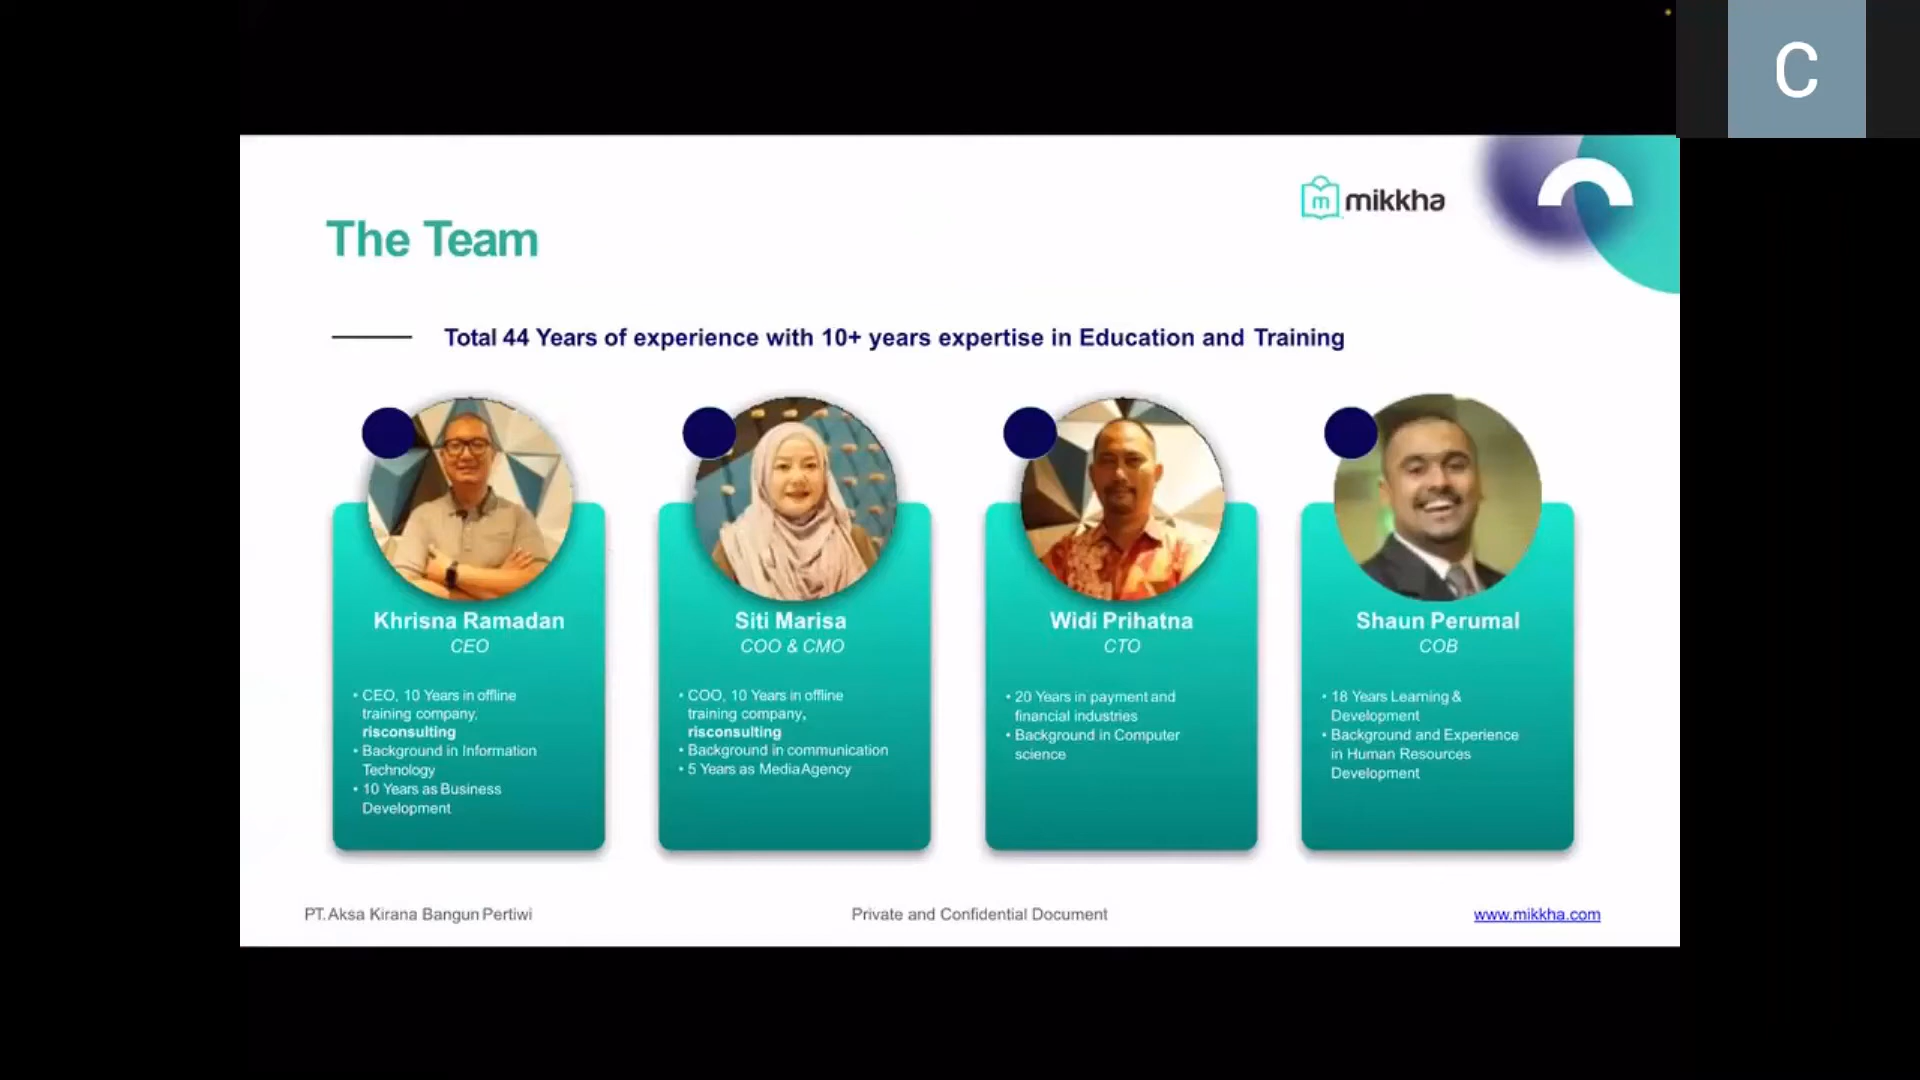 C
m mikkha
The Team
Total 44 Years of experience with 10+ years expertise in Education and Training
Khrisna Ramadan
CEO
• CEO, 10 Years in offline
training company,
risconsulting
• Background in Information
Technology
• 10 Years as Business
Development
Siti Marisa
COO & CMO
• COO, 10 Years in offline
training company,
risconsulting
• Background in communication
• 5 Years as Media Agency
Widi Prihatna
CTO
• 20 Years in payment and
financial industries
• Background in Computer
science
Shaun Perumal
COB
• 18 Years Learning &
Development
• Background and Experience
in Human Resources
Development
PT. Aksa Kirana Bangun Pertiwi
Private and Confidential Document
www.mikkha.com